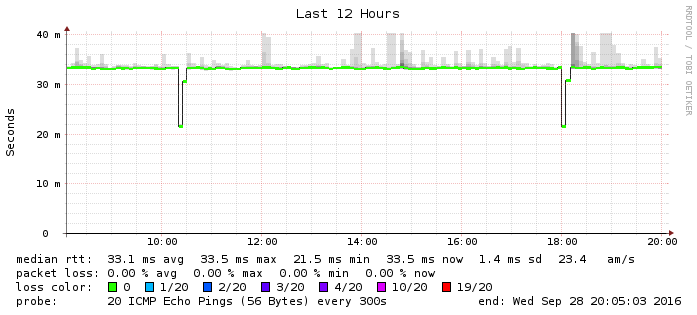 Last 12 Hours
RRDTOOL / TOBI OETIKER
Seconds
40 m
30 m
20 m
10 m
0
10:00 12:00 14:00 16:00 18:00 20:00
median rtt: 33.1 ms avg 33.5 ms max 21.5 ms min 33.5 ms now 1.4 ms sd 23.4 am/s
packet loss: 0.00 % avg 0.00 % max 0.00 % min 0.00 % now
loss color: 0 1/20 2/20 3/20 4/20 10/20 19/20
probe: 20 ICMP Echo Pings (56 Bytes) every 300s end: Wed Sep 28 20:05:03 2016